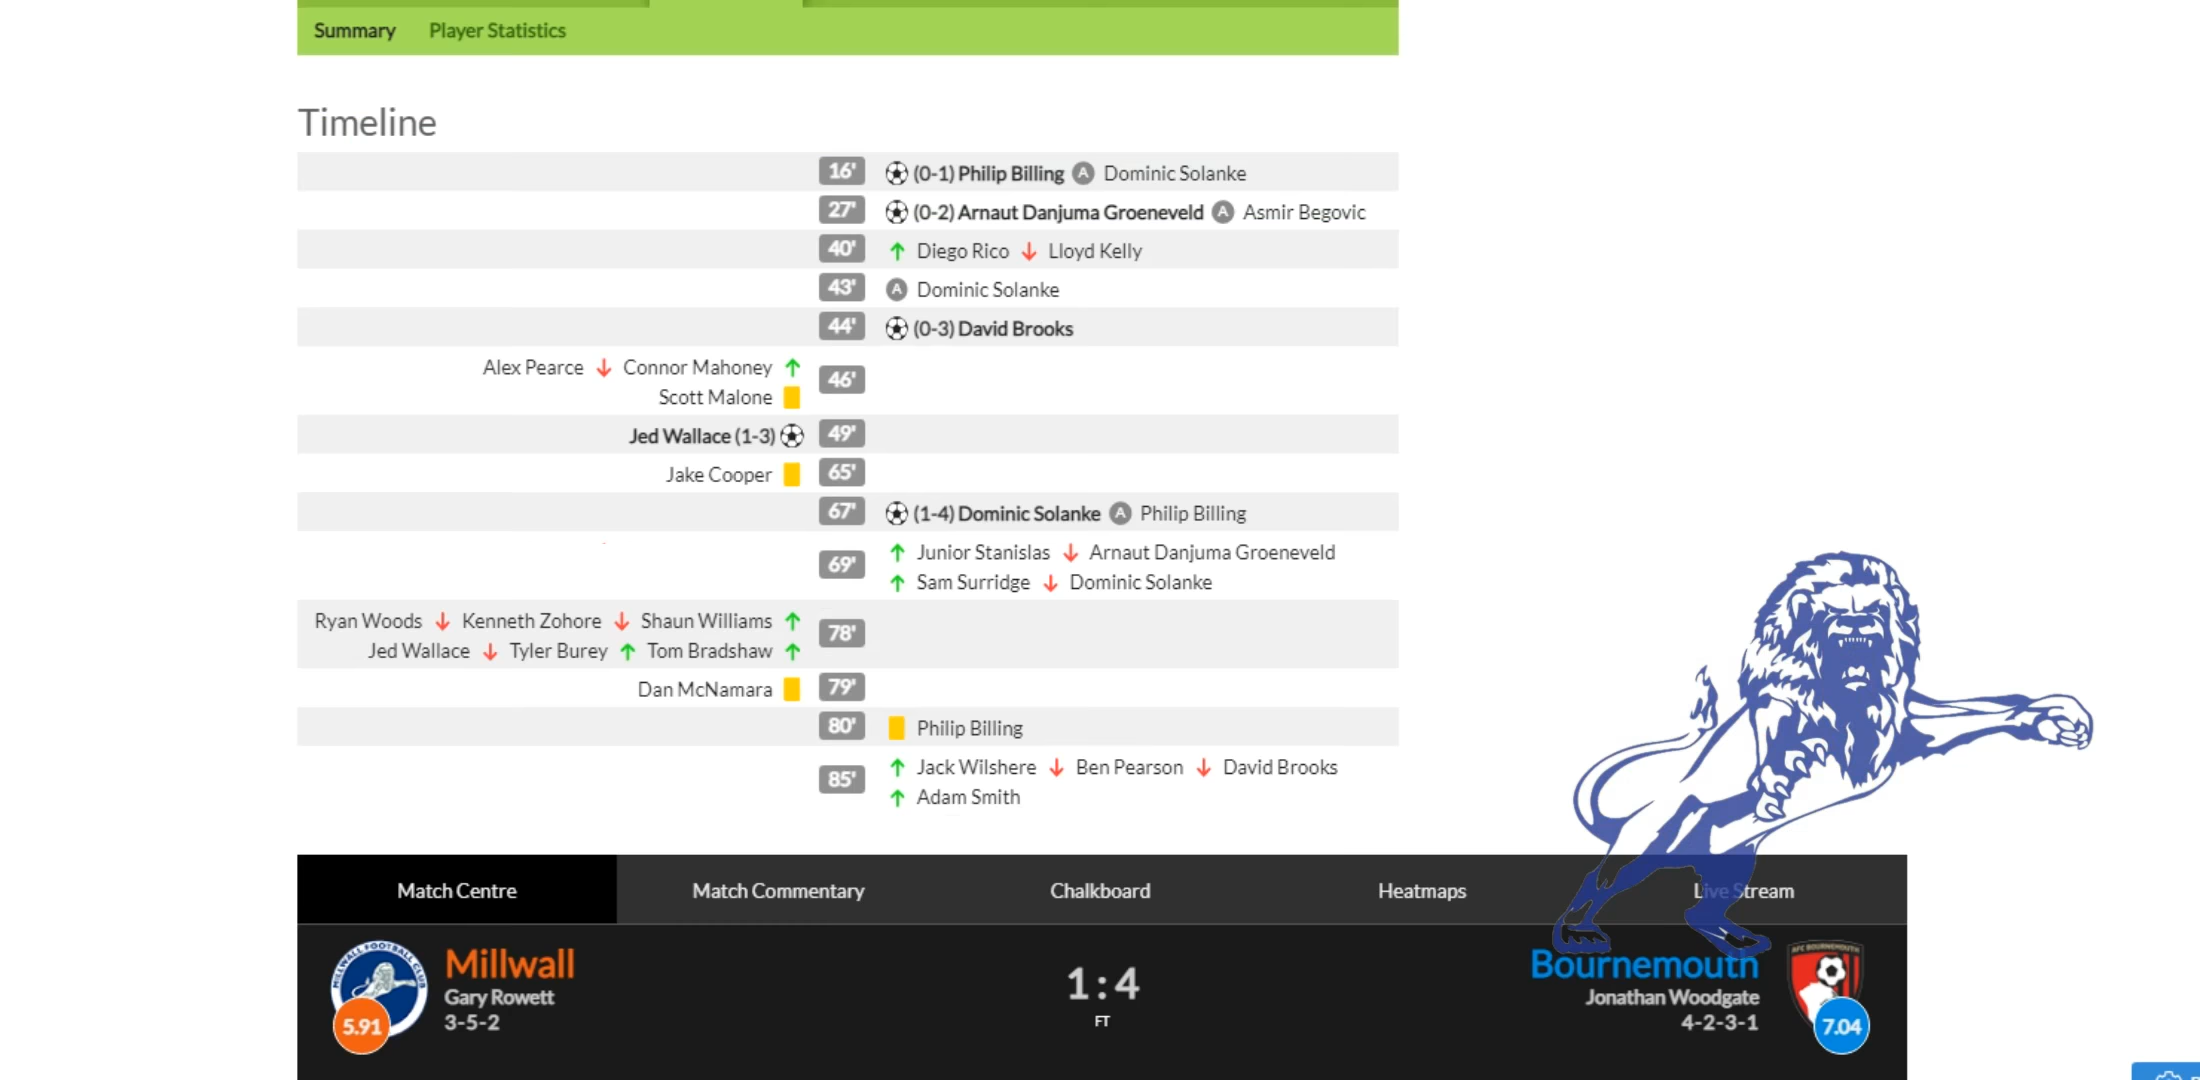 Summary Player Statistics
Timeline
16' (0-1) Philip Billing A Dominic Solanke
27' (0-2) Arnaut Danjuma Groeneveld A Asmir Begovic
40' Diego Rico Lloyd Kelly
43' A Dominic Solanke
44' (0-3) David Brooks
Alex Pearce Connor Mahoney 46'
Scott Malone
Jed Wallace (1-3) 49'
Jake Cooper 65'
67' (1-4) Dominic Solanke A Philip Billing
69' Junior Stanislas Arnaut Danjuma Groeneveld
Sam Surridge Dominic Solanke
Ryan Woods Kenneth Zohore Shaun Williams 78'
Jed Wallace Tyler Burey Tom Bradshaw
Dan McNamara 79'
80' Philip Billing
85' Jack Wilshere Ben Pearson David Brooks
Adam Smith
Match Centre Match Commentary Chalkboard Heatmaps Live Stream
MILLWALL FOOTBALL CLUB
Millwall
Gary Rowett
3-5-2
5.91
1 : 4
FT
Bournemouth
Jonathan Woodgate
4-2-3-1
AFC BOURNEMOUTH
7.04